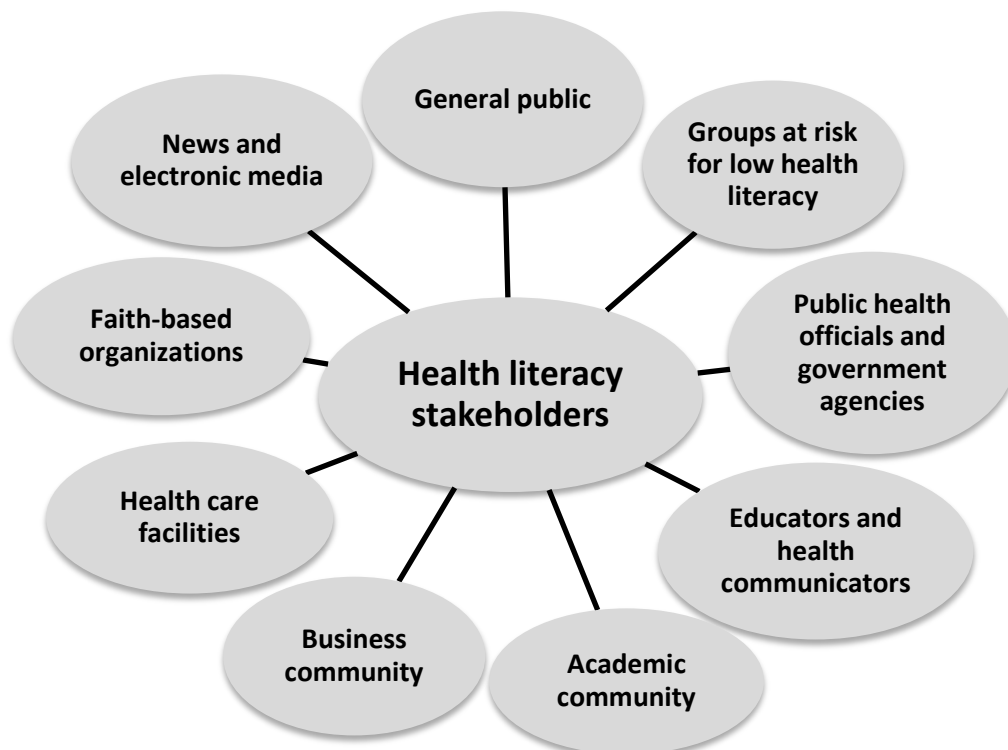 General public
News and
electronic media
Groups at risk
for low health
literacy
Faith-based
organizations
Public health
officials and
government
agencies
Health literacy
stakeholders
Health care
facilities
Educators and
health
communicators
Business
community
Academic
community